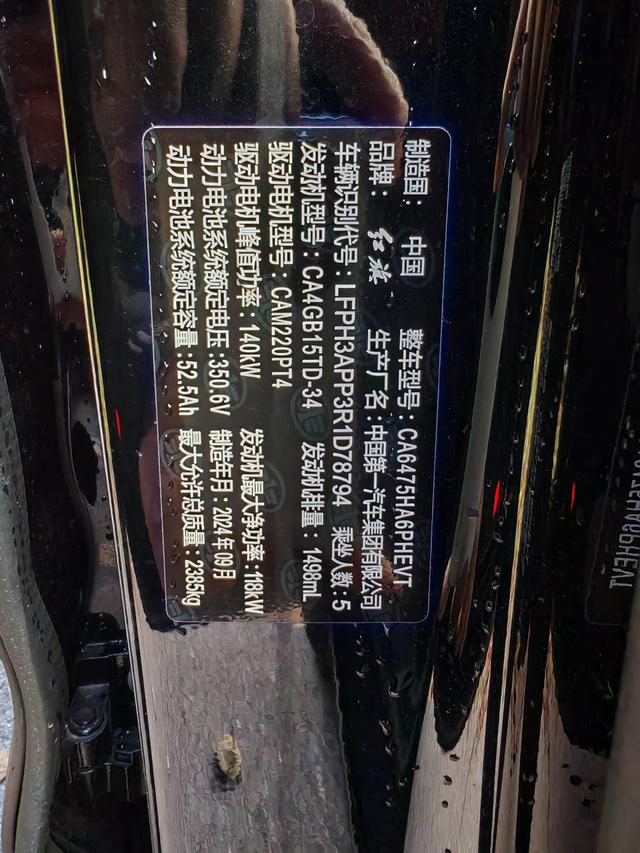 制造国： 中国 整车型号：CA6475HA6PHEVT
品牌： 红旗 生产厂名：中国第一汽车集团有限公司
车辆识别代号：LFPH3APP3R1D78794 乘坐人数：5
发动机型号：CA4GB15TD-34 发动机排量：1498mL
驱动电机型号：CAM220PT4
驱动电机峰值功率：140kW 发动机最大净功率：118kW
动力电池系统额定电压：350.6V 制造年月：2024年09月
动力电池系统额定容量：52.5Ah 最大允许总质量：2385kg